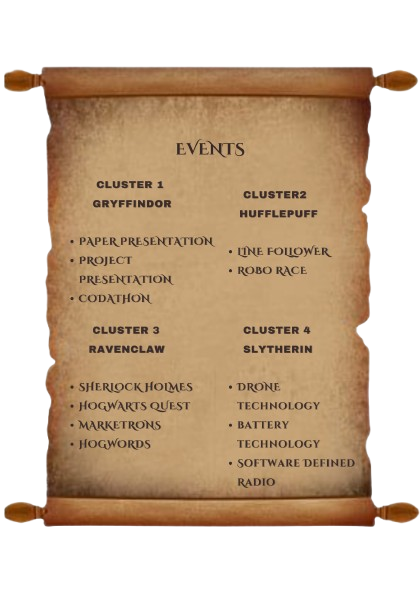 EVENTS
CLUSTER 1
GRYFFINDOR
• PAPER PRESENTATION
• PROJECT
PRESENTATION
• CODATHON
CLUSTER2
HUFFLEPUFF
• LINE FOLLOWER
• ROBO RACE
CLUSTER 3
RAVENCLAW
• SHERLOCK HOLMES
• HOGWARTS QUEST
• MARKETRONS
• HOGWORDS
CLUSTER 4
SLYTHERIN
• DRONE
TECHNOLOGY
• BATTERY
TECHNOLOGY
• SOFTWARE DEFINED
RADIO